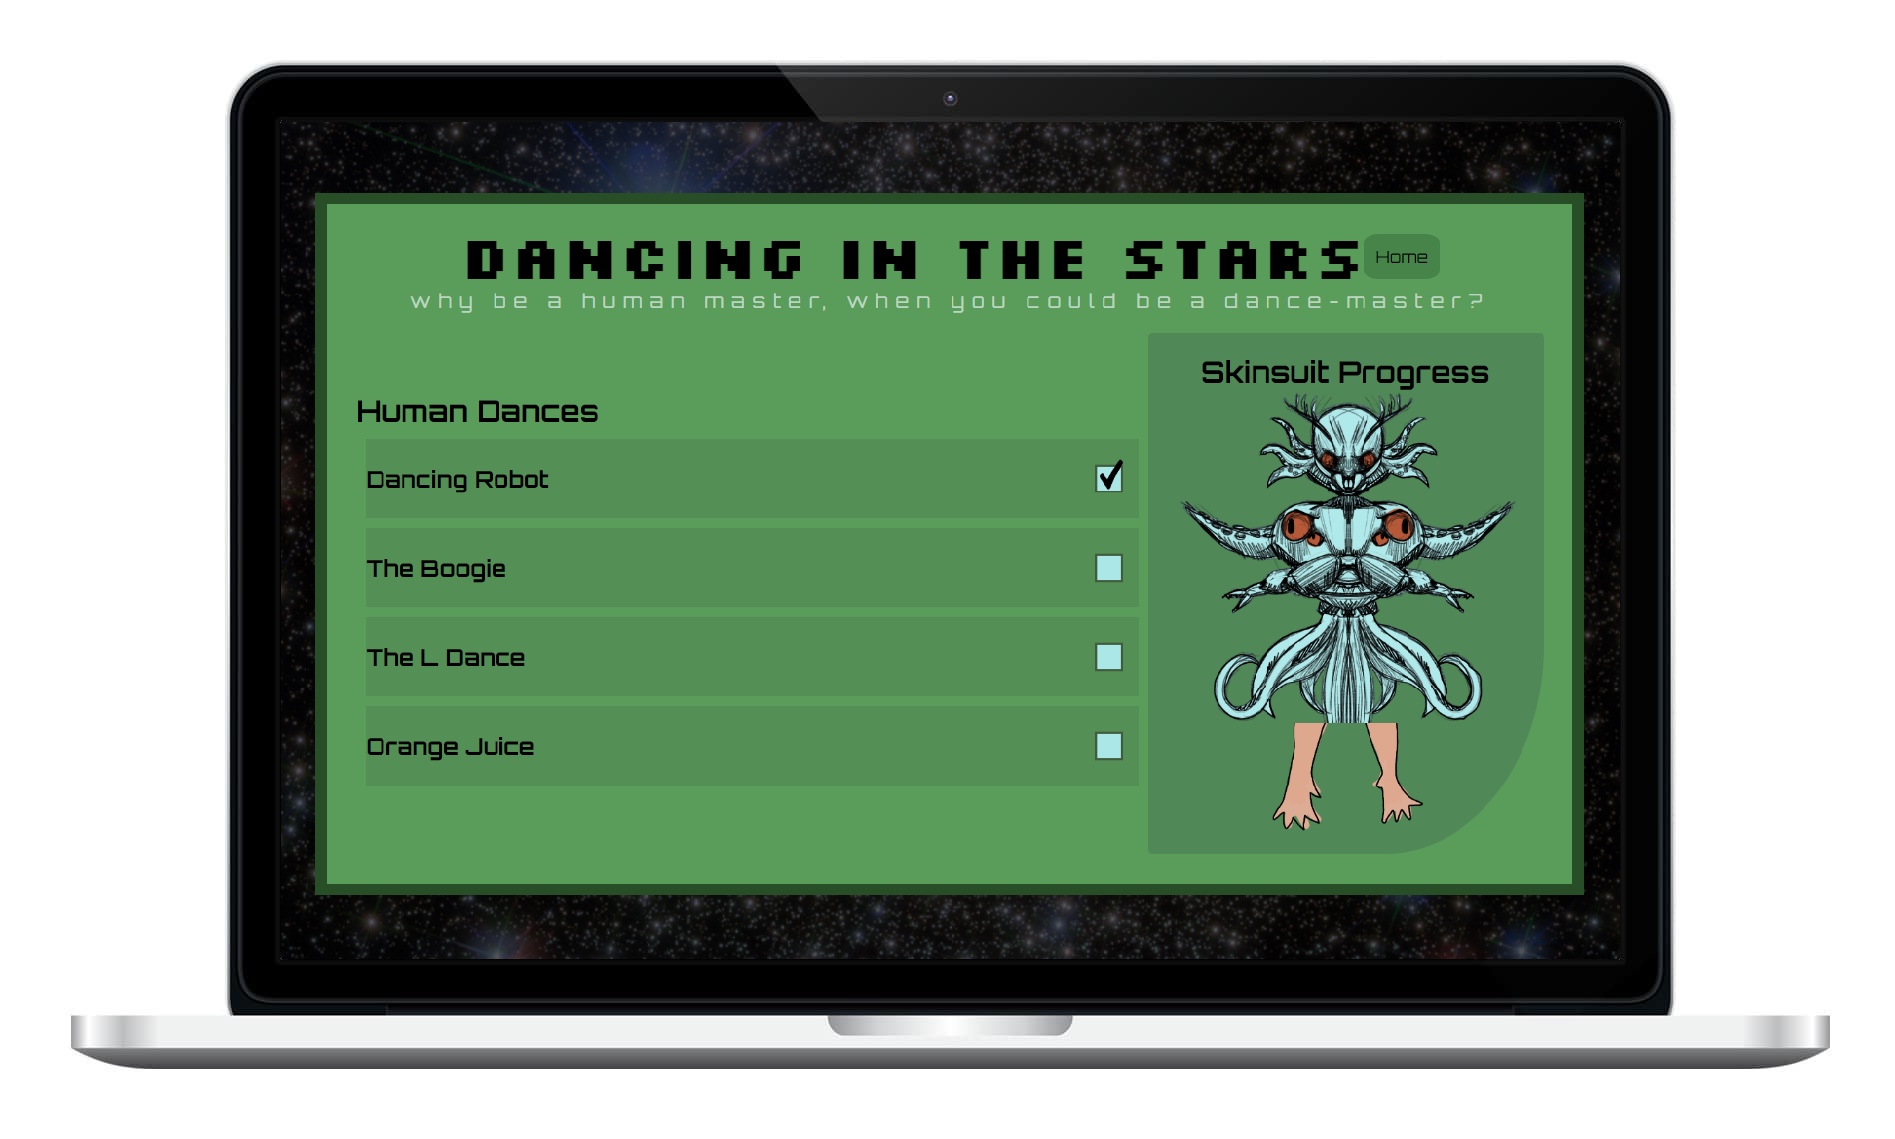 DANCING IN THE STARS
Home
why be a human master, when you could be a dance-master?
Skinsuit Progress
Human Dances
Dancing Robot
The Boogie
The L Dance
Orange Juice